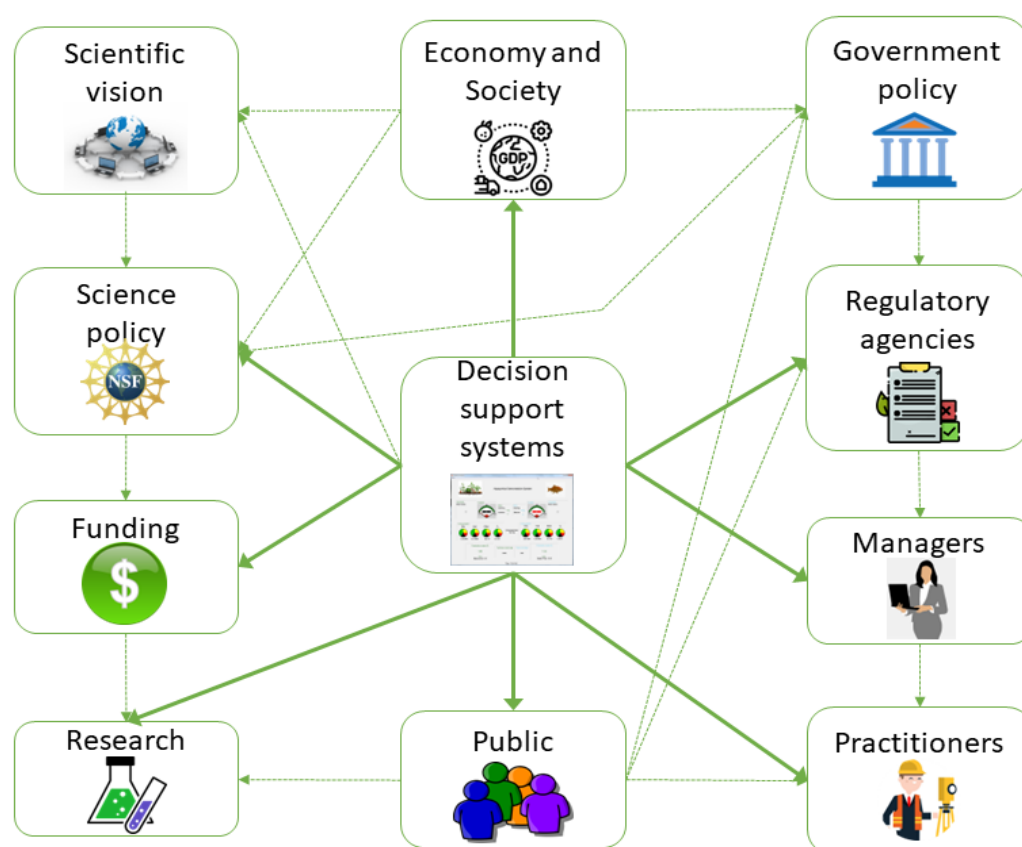 Scientific
vision
Economy and
Society
GDP
Government
policy
Science
policy
NSF
Decision
support
systems
Regulatory
agencies
Funding
$
Managers
Research
Public
Practitioners